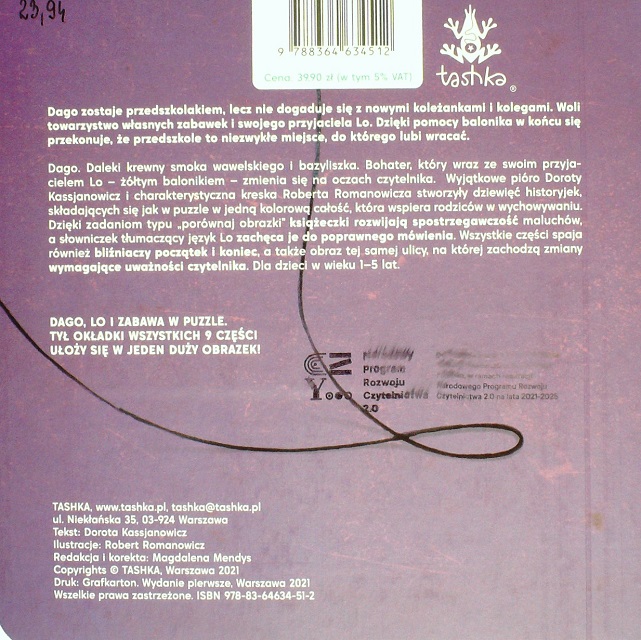 23,94
9 788364 634512
Cena: 39,90 zł (w tym 5% VAT)
tashka®
Dago zostaje przedszkolakiem, lecz nie dogaduje się z nowymi koleżankami i kolegami. Woli
towarzystwo własnych zabawek i swojego przyjaciela Lo. Dzięki pomocy balonika w końcu się
przekonuje, że przedszkole to niezwykłe miejsce, do którego lubi wracać.
Dago. Daleki krewny smoka wawelskiego i bazyliszka. Bohater, który wraz ze swoim przyja-
cielem Lo – żółtym balonikiem – zmienia się na oczach czytelnika. Wyjątkowe pióro Doroty
Kassjanowicz i charakterystyczna kreska Roberta Romanowicza stworzyły dziewięć historyjek,
składających się jak w puzzle w jedną kolorową całość, która wspiera rodziców w wychowywaniu.
Dzięki zadaniom typu „porównaj obrazki" książeczki rozwijają spostrzegawczość maluchów,
a słowniczek tłumaczący język Lo zachęca je do poprawnego mówienia. Wszystkie części spaja
również bliźniaczy początek i koniec, a także obraz tej samej ulicy, na której zachodzą zmiany
wymagające uważności czytelnika. Dla dzieci w wieku 1–5 lat.
DAGO, LO I ZABAWA W PUZZLE.
TYŁ OKŁADKI WSZYSTKICH 9 CZĘŚCI
UŁOŻY SIĘ W JEDEN DUŻY OBRAZEK!
Program
Rozwoju
Czytelnictwa
2.0
Narodowego Programu Rozwoju
Czytelnictwa 2.0 na lata 2021-2025
TASHKA, www.tashka.pl, tashka@tashka.pl
ul. Niekłańska 35, 03-924 Warszawa
Tekst: Dorota Kassjanowicz
Ilustracje: Robert Romanowicz
Redakcja i korekta: Magdalena Mendys
Copyrights © TASHKA, Warszawa 2021
Druk: Grafkarton. Wydanie pierwsze, Warszawa 2021
Wszelkie prawa zastrzeżone. ISBN 978-83-64634-51-2